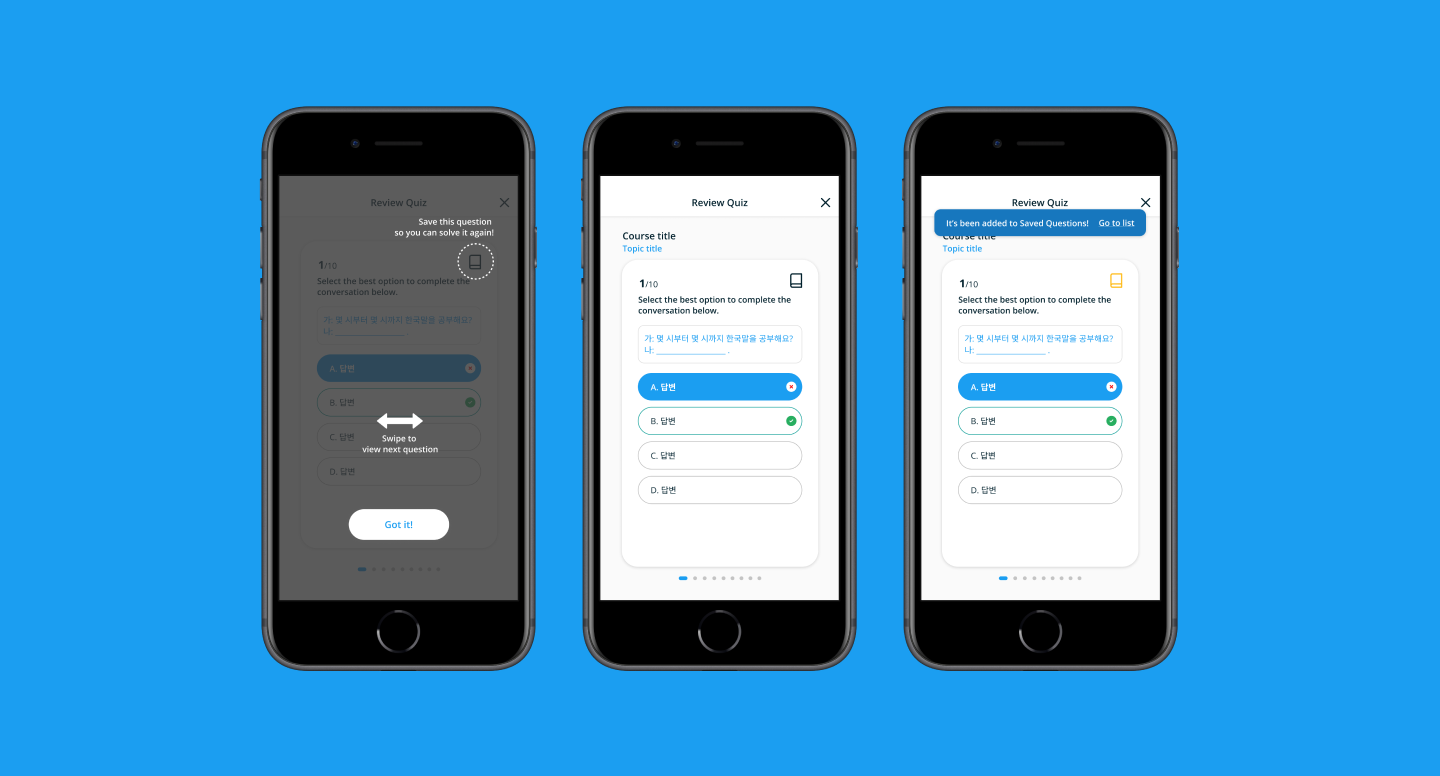 Review Quiz
Save this question
so you can solve it again!
1/10
Select the best option to complete the
conversation below.
가: 몇 시부터 몇 시까지 한국말을 공부해요?
나: __________________
A. 답변
B. 답변
C. 답변
Swipe to
view next question
D. 답변
Got it!
Review Quiz
Course title
Topic title
1/10
Select the best option to complete the
conversation below.
가: 몇 시부터 몇 시까지 한국말을 공부해요?
나: __________________ .
A. 답변
B. 답변
C. 답변
D. 답변
Review Quiz
It's been added to Saved Questions! Go to list
Course title
Topic title
1/10
Select the best option to complete the
conversation below.
가: 몇 시부터 몇 시까지 한국말을 공부해요?
나: __________________ .
A. 답변
B. 답변
C. 답변
D. 답변